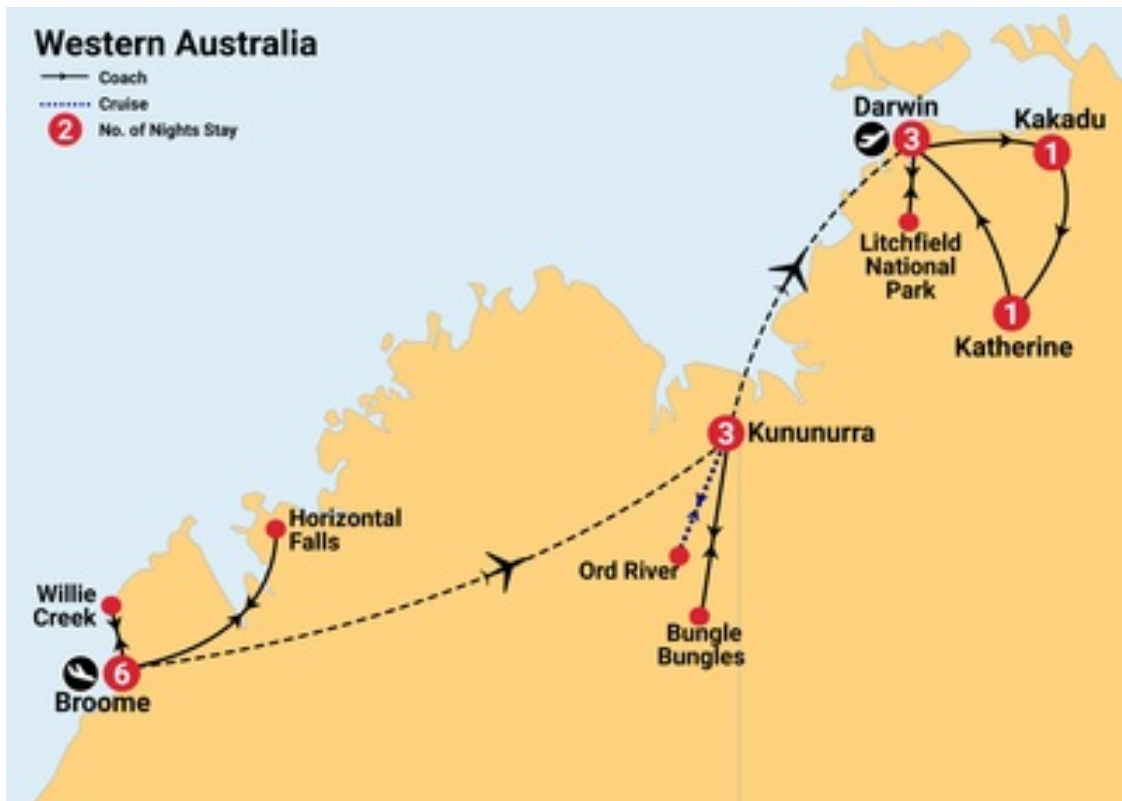 Western Australia
Coach
Cruise
2 No. of Nights Stay
Darwin
3
Kakadu
1
Litchfield
National
Park
1
Katherine
3 Kununurra
Horizontal
Falls
Ord River
Willie
Creek
Bungle
Bungles
6
Broome